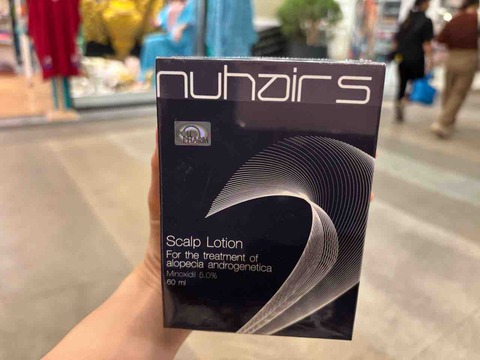 nuhairs
Scalp Lotion
For the treatment of
alopecia androgenetica
Minoxidil 5.0%
60 ml